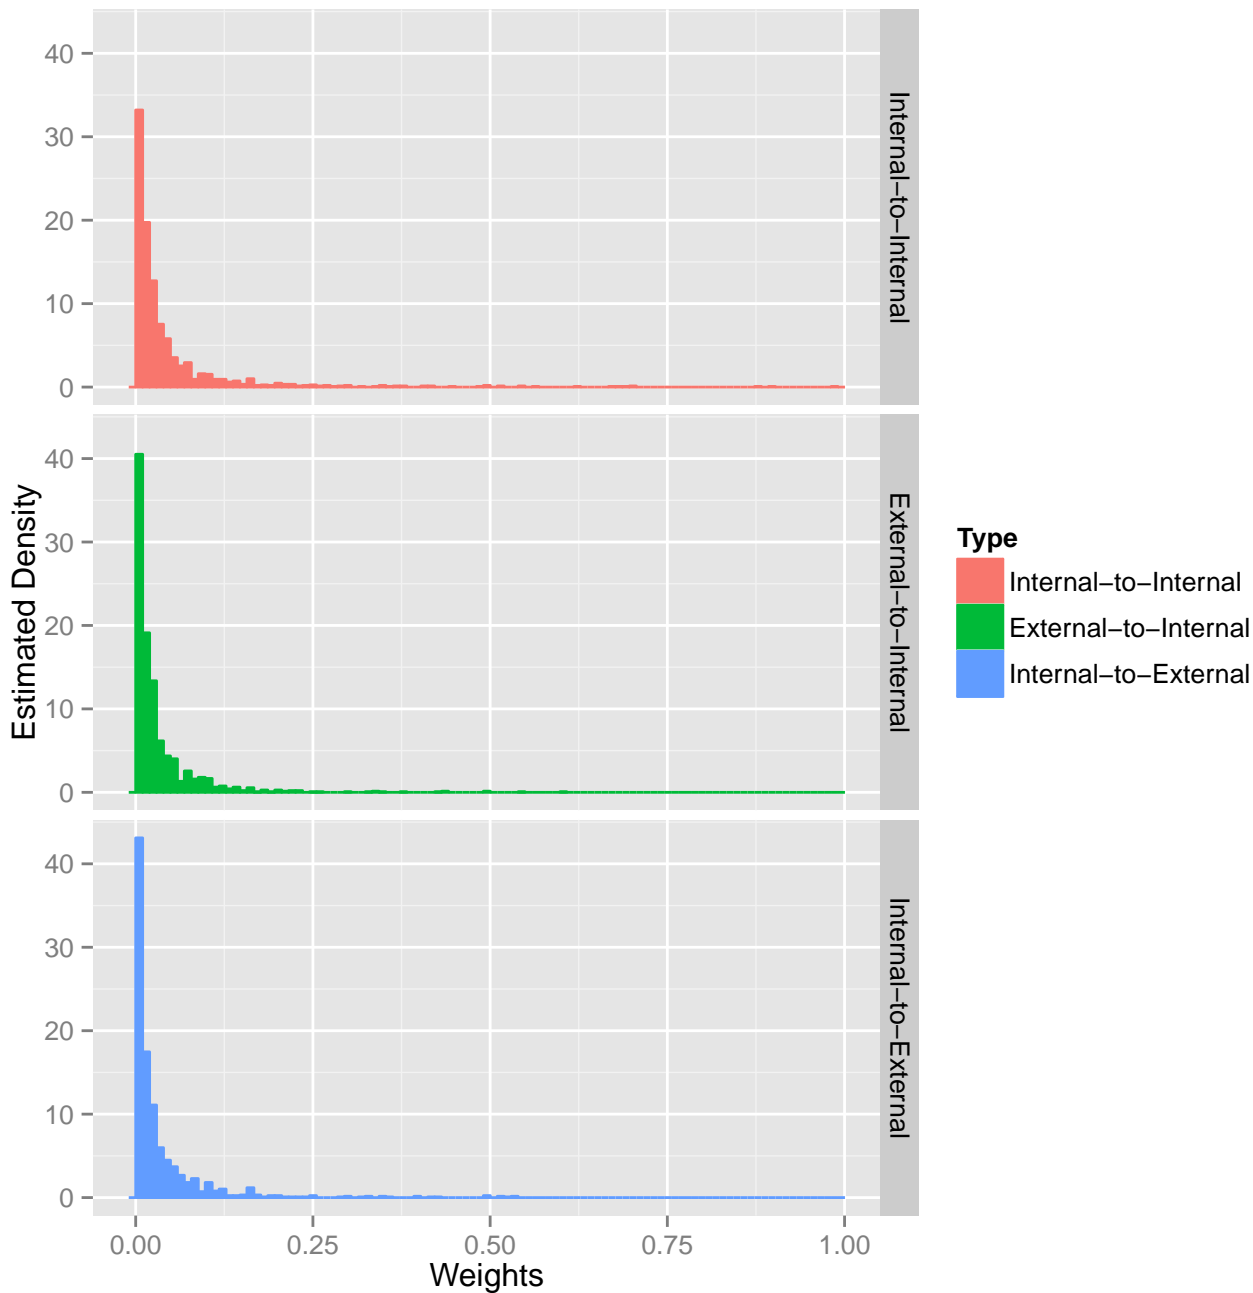 40
30
20
10
0
Internal−to−Internal
40
30
20
10
0
External−to−Internal
40
30
20
10
0
Internal−to−External
0.00 0.25 0.50 0.75 1.00
Weights
Estimated Density
Type
Internal−to−Internal
External−to−Internal
Internal−to−External